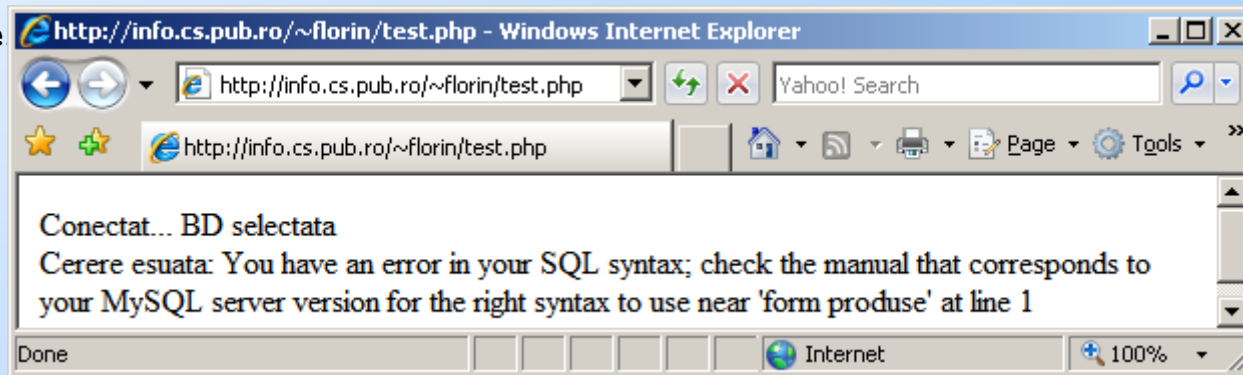 e
http://info.cs.pub.ro/~florin/test.php - Windows Internet Explorer
http://info.cs.pub.ro/~florin/test.php
Yahoo! Search
http://info.cs.pub.ro/~florin/test.php
Page
Tools
»
Conectat... BD selectata
Cerere esuata: You have an error in your SQL syntax; check the manual that corresponds to
your MySQL server version for the right syntax to use near 'form produse' at line 1
Done
Internet
100%